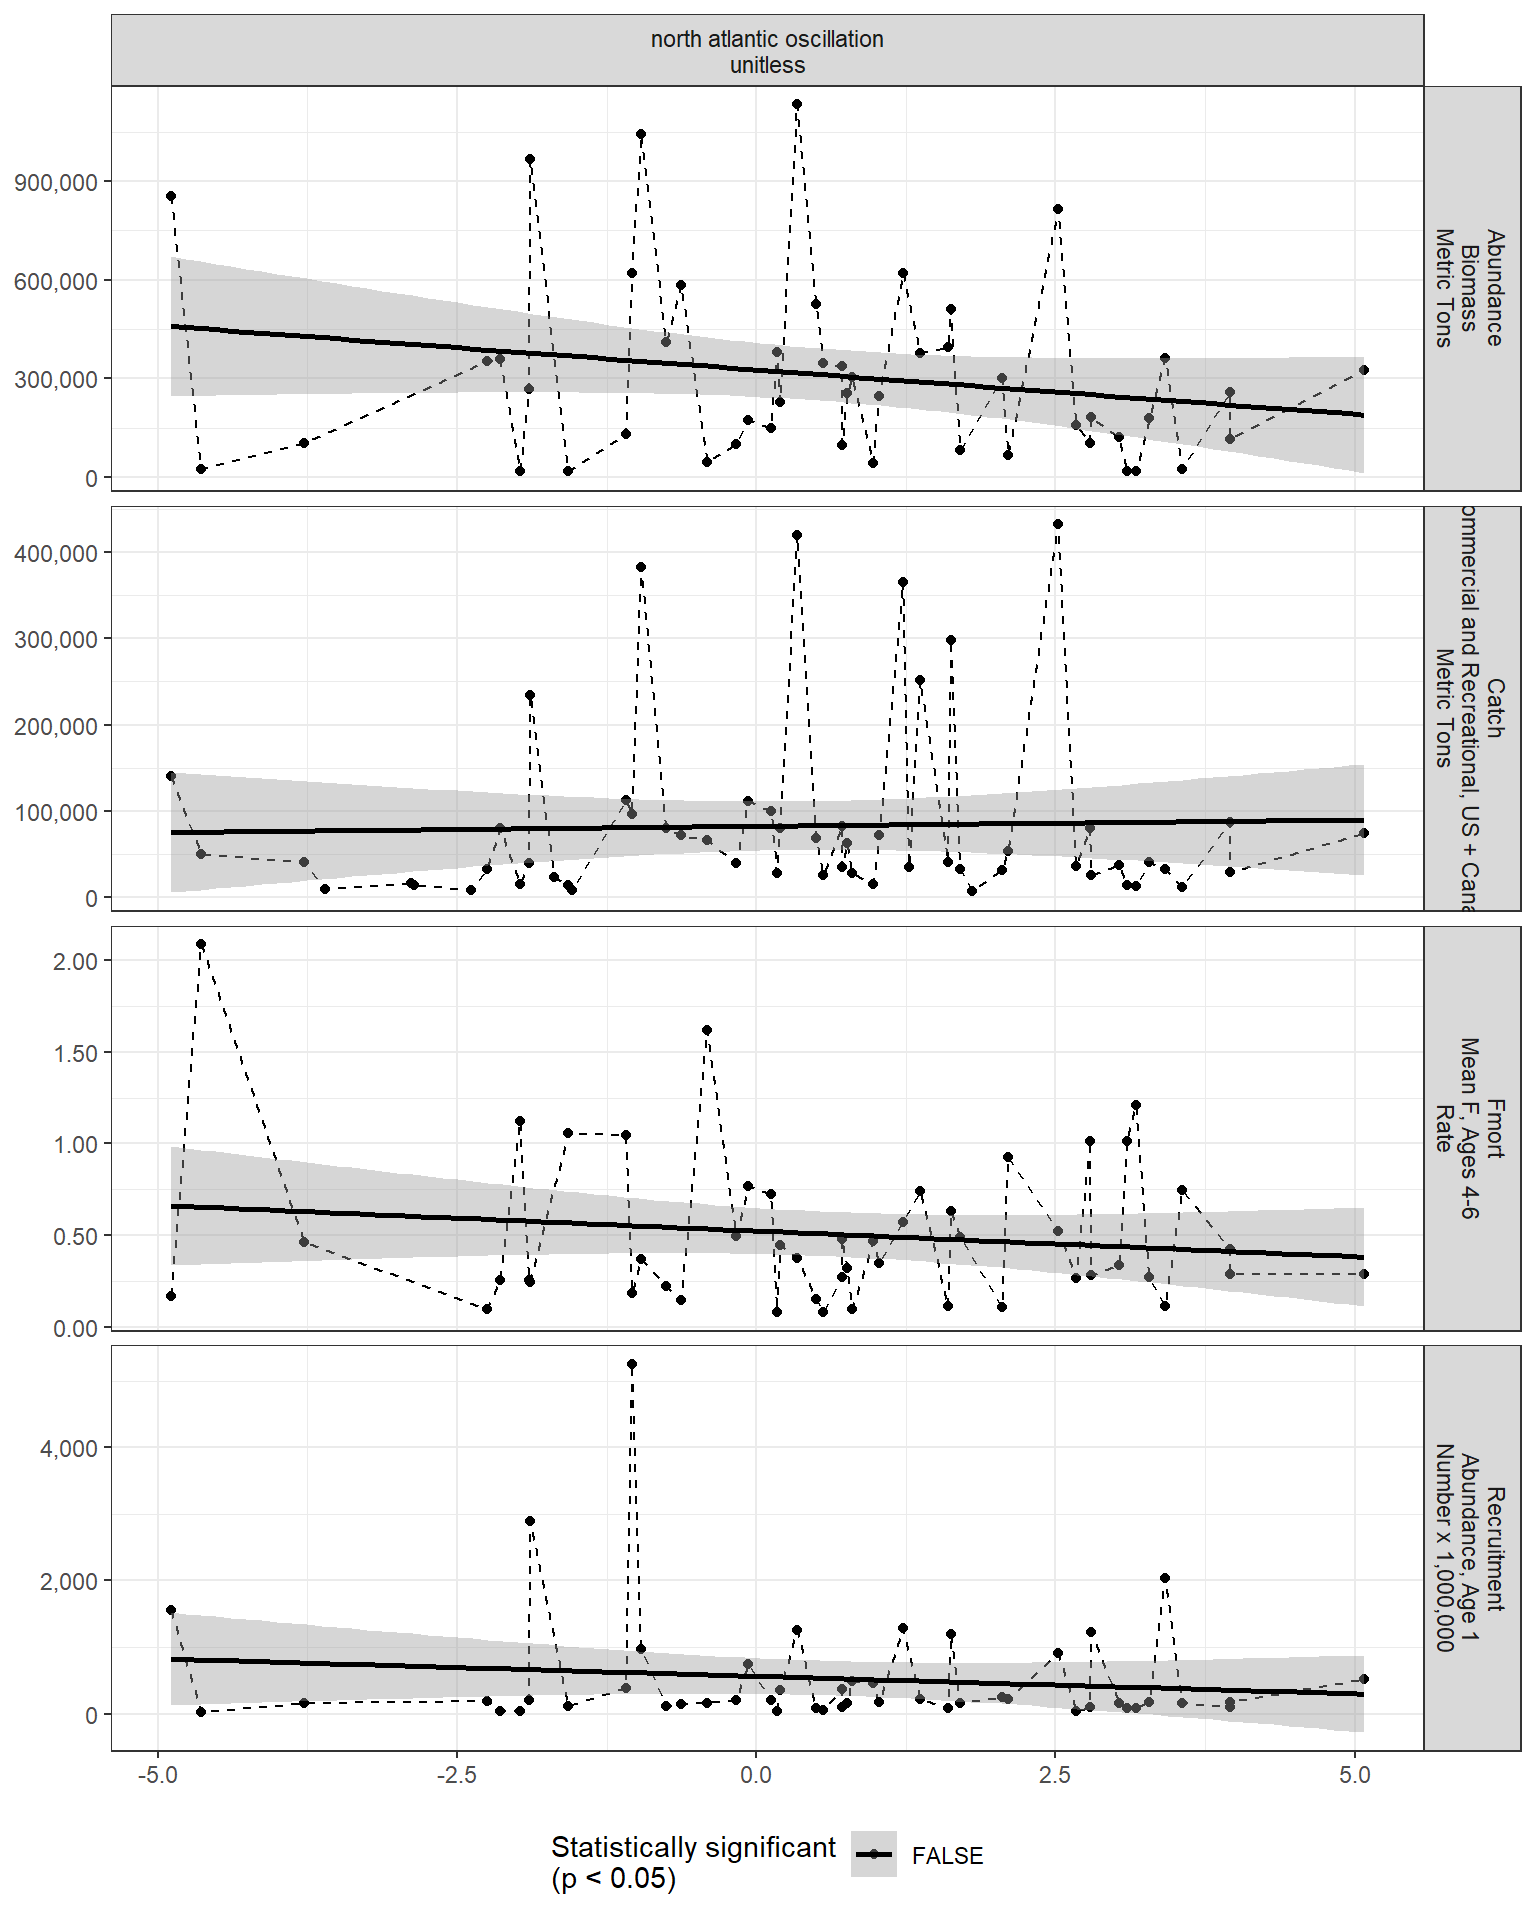 north atlantic oscillation
unitless
900,000
600,000
300,000
0
Abundance
Biomass
Metric Tons
400,000
300,000
200,000
100,000
0
Catch
ommercial and Recreational, US + Cana
Metric Tons
2.00
1.50
1.00
0.50
0.00
Fmort
Mean F, Ages 4-6
Rate
4,000
2,000
0
Recruitment
Abundance, Age 1
Number x 1,000,000
-5.0
-2.5
0.0
2.5
5.0
Statistically significant
(p < 0.05)
FALSE